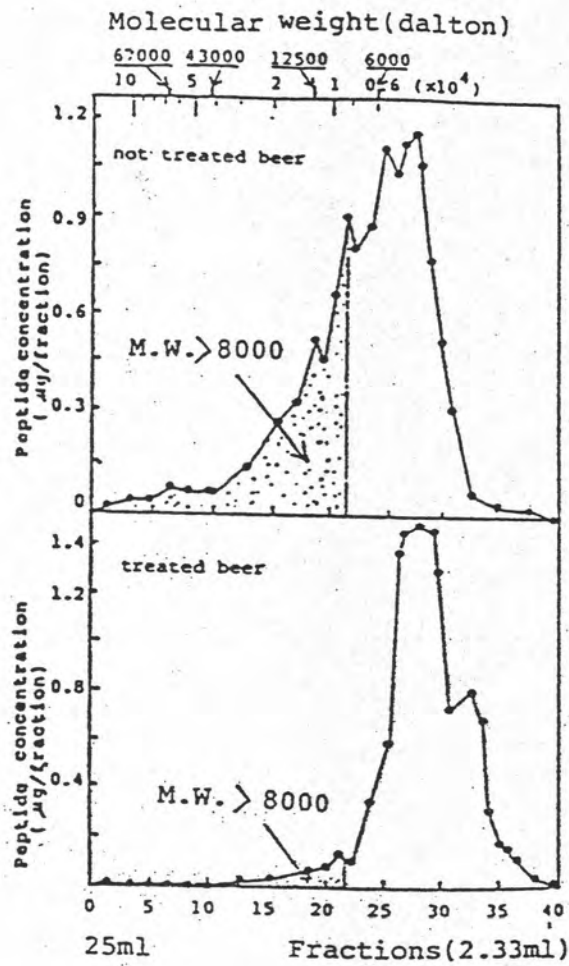 Molecular weight(dalton)
67000 43000 12500 6000
10 5 2 1 0.6 (×10⁴)
1.2
not treated beer
0.9
Peptide concentration
( μg/fraction)
M.W.>8000
0.3
0
1.4
treated beer
1.2
Peptide concentration
( μg/fraction)
0.8
M.W.>8000
0.4
0 5 10 15 20 25 30 35 40
25ml Fractions(2.33ml)